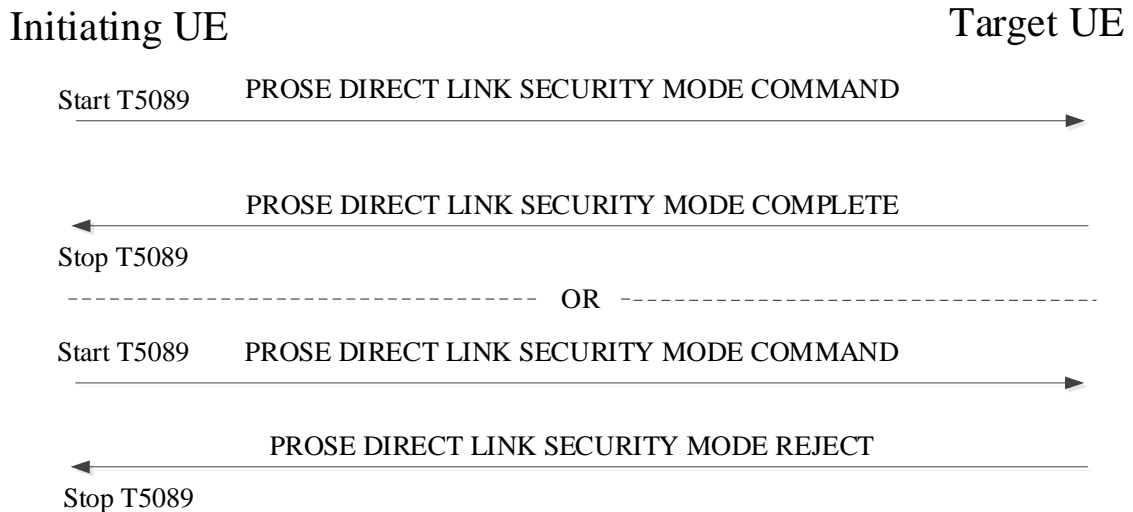 Initiating UE
Target UE
Start T5089
PROSE DIRECT LINK SECURITY MODE COMMAND
PROSE DIRECT LINK SECURITY MODE COMPLETE
Stop T5089
OR
Start T5089
PROSE DIRECT LINK SECURITY MODE COMMAND
PROSE DIRECT LINK SECURITY MODE REJECT
Stop T5089